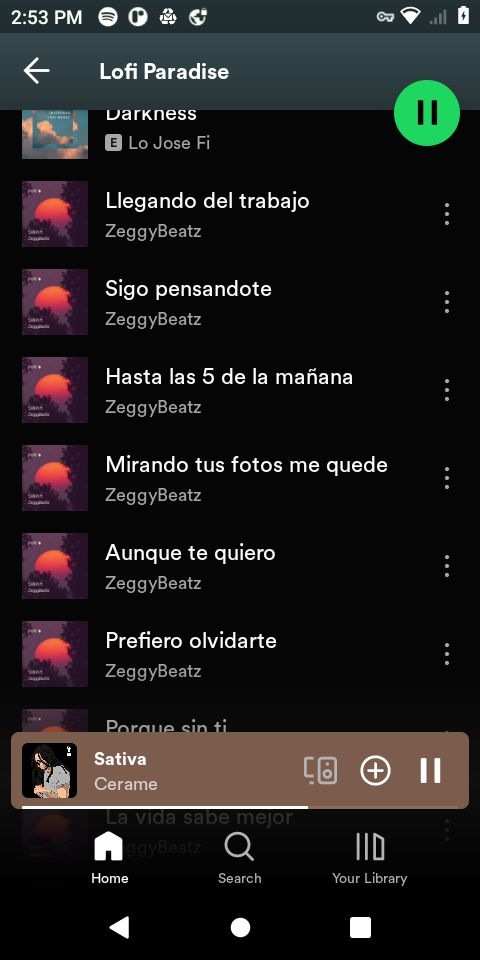 2:53 PM
Lofi Paradise
Darkness
E Lo Jose Fi
Llegando del trabajo
ZeggyBeatz
Sigo pensandote
ZeggyBeatz
Hasta las 5 de la mañana
ZeggyBeatz
Mirando tus fotos me quede
ZeggyBeatz
Aunque te quiero
ZeggyBeatz
Prefiero olvidarte
ZeggyBeatz
Porque sin ti
Sativa
Cerame
La vida sabe mejor
Home
Search
Your Library